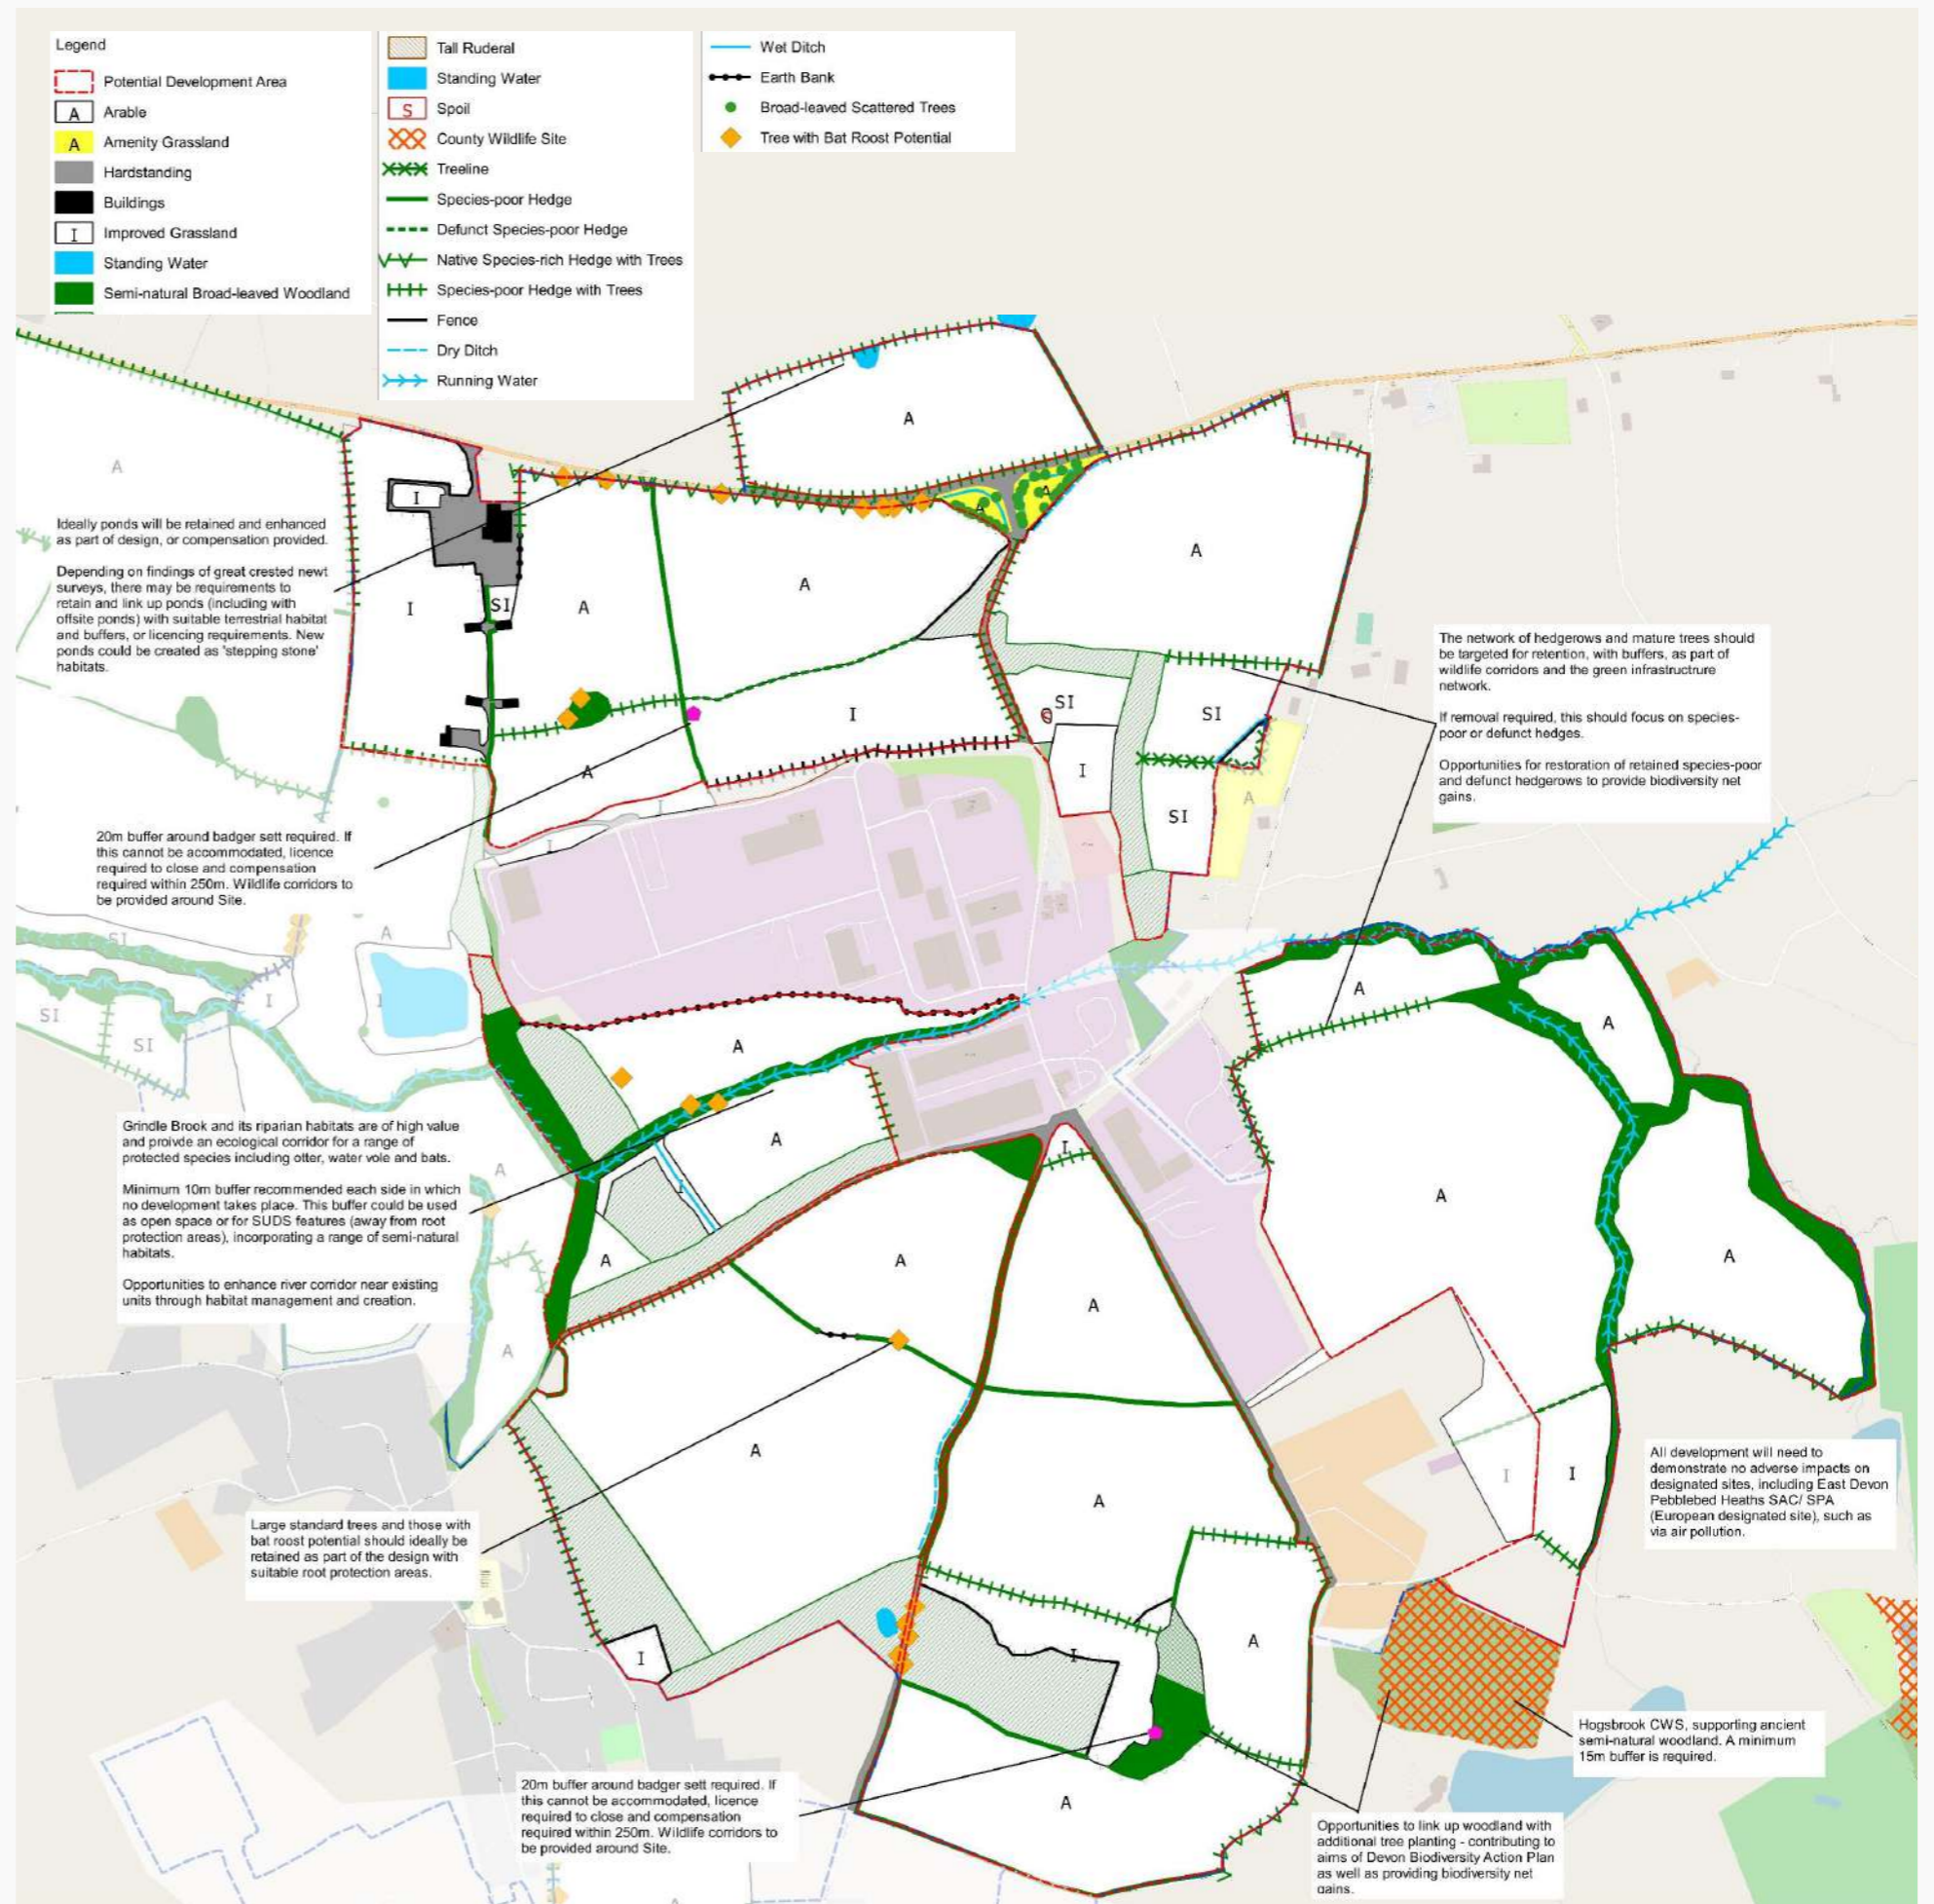 Legend
Potential Development Area
A Arable
A Amenity Grassland
Hardstanding
Buildings
I Improved Grassland
Standing Water
Semi-natural Broad-leaved Woodland
Tall Ruderal
Standing Water
S Spoil
County Wildlife Site
Treeline
Species-poor Hedge
Defunct Species-poor Hedge
Native Species-rich Hedge with Trees
Species-poor Hedge with Trees
Fence
Dry Ditch
Running Water
Wet Ditch
Earth Bank
Broad-leaved Scattered Trees
Tree with Bat Roost Potential
A
A
I
A
A
A
Ideally ponds will be retained and enhanced
as part of design, or compensation provided.
Depending on findings of great crested newt
surveys, there may be requirements to
retain and link up ponds (including with
offsite ponds) with suitable terrestrial habitat
and buffers, or licencing requirements. New
ponds could be created as 'stepping stone'
habitats.
A
A
I
SI
A
The network of hedgerows and mature trees should
be targeted for retention, with buffers, as part of
wildlife corridors and the green infrastructure
network.
If removal required, this should focus on species-
poor or defunct hedges.
Opportunities for restoration of retained species-poor
and defunct hedgerows to provide biodiversity net
gains.
S
SI
SI
I
A
I
I
A
SI
I
20m buffer around badger sett required. If
this cannot be accommodated, licence
required to close and compensation
required within 250m. Wildlife corridors to
be provided around Site.
SI
A
I
I
SI
SI
A
A
A
Grindle Brook and its riparian habitats are of high value
and proivde an ecological corridor for a range of
protected species including otter, water vole and bats.
Minimum 10m buffer recommended each side in which
no development takes place. This buffer could be used
as open space or for SUDS features (away from root
protection areas), incorporating a range of semi-natural
habitats.
Opportunities to enhance river corridor near existing
units through habitat management and creation.
A
I
A
I
A
A
A
A
A
A
A
I
I
All development will need to
demonstrate no adverse impacts on
designated sites, including East Devon
Pebblebed Heaths SAC/ SPA
(European designated site), such as
via air pollution.
A
A
Large standard trees and those with
bat roost potential should ideally be
retained as part of the design with
suitable root protection areas.
I
I
A
Hogsbrook CWS, supporting ancient
semi-natural woodland. A minimum
15m buffer is required.
20m buffer around badger sett required. If
this cannot be accommodated, licence
required to close and compensation
required within 250m. Wildlife corridors to
be provided around Site.
A
Opportunities to link up woodland with
additional tree planting - contributing to
aims of Devon Biodiversity Action Plan
as well as providing biodiversity net
gains.
A